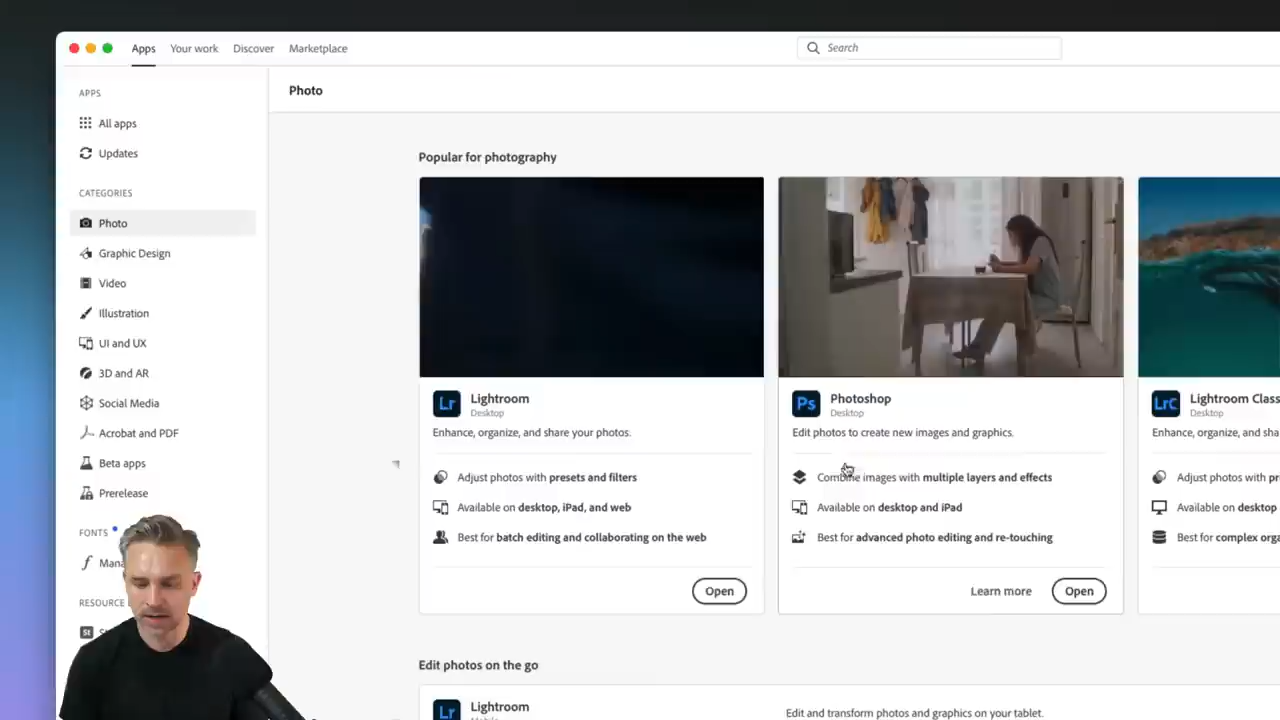 Apps
Your work
Discover
Marketplace
Search
APPS
All apps
Updates
CATEGORIES
Photo
Graphic Design
Video
Illustration
UI and UX
3D and AR
Social Media
Acrobat and PDF
Beta apps
Prerelease
FONTS
RESOURCE
St
Photo
Popular for photography
Lr
Lightroom
Desktop
Enhance, organize, and share your photos.
Adjust photos with presets and filters
Available on desktop, iPad, and web
Best for batch editing and collaborating on the web
Open
Ps
Photoshop
Desktop
Edit photos to create new images and graphics.
Combine images with multiple layers and effects
Available on desktop and iPad
Best for advanced photo editing and re-touching
Learn more
Open
LrC
Lightroom Class
Desktop
Enhance, organize, and sha
Adjust photos with pr
Available on desktop
Best for complex orga
Edit photos on the go
Lr
Lightroom
Edit and transform photos and graphics on your tablet.